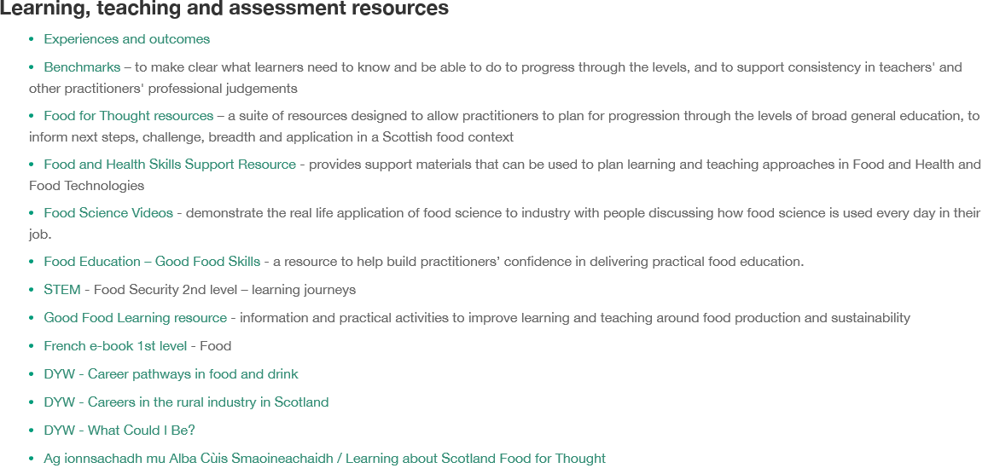 Learning, teaching and assessment resources
• Experiences and outcomes
• Benchmarks – to make clear what learners need to know and be able to do to progress through the levels, and to support consistency in teachers' and
other practitioners' professional judgements
• Food for Thought resources – a suite of resources designed to allow practitioners to plan for progression through the levels of broad general education, to
inform next steps, challenge, breadth and application in a Scottish food context
• Food and Health Skills Support Resource - provides support materials that can be used to plan learning and teaching approaches in Food and Health and
Food Technologies
• Food Science Videos - demonstrate the real life application of food science to industry with people discussing how food science is used every day in their
job.
• Food Education – Good Food Skills - a resource to help build practitioners’ confidence in delivering practical food education.
• STEM - Food Security 2nd level – learning journeys
• Good Food Learning resource - information and practical activities to improve learning and teaching around food production and sustainability
• French e-book 1st level - Food
• DYW - Career pathways in food and drink
• DYW - Careers in the rural industry in Scotland
• DYW - What Could I Be?
• Ag ionnsachadh mu Alba Cùis Smaoineachaidh / Learning about Scotland Food for Thought